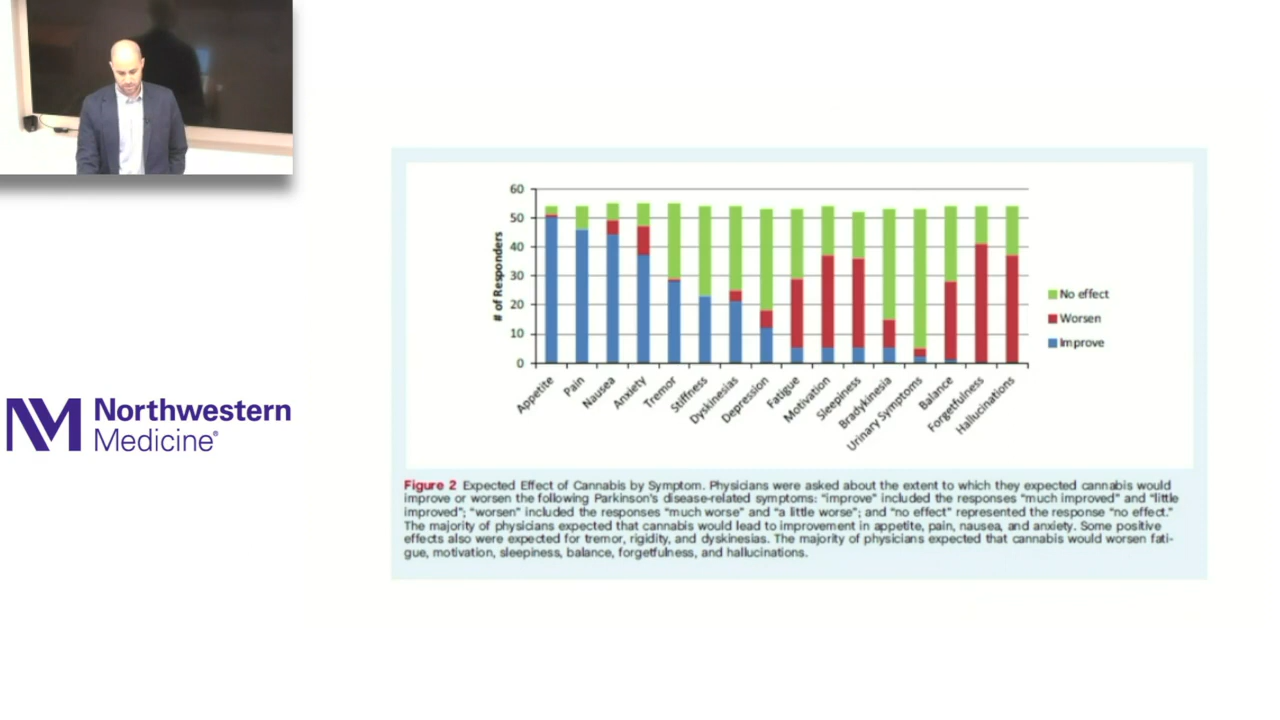 Northwestern
Medicine®
60
50
40
30
20
10
0
# of Responders
Appetite
Pain
Nausea
Anxiety
Tremor
Stiffness
Dyskinesias
Depression
Fatigue
Motivation
Sleepiness
Bradykinesia
Urinary Symptoms
Balance
Forgetfulness
Hallucinations
No effect
Worsen
Improve
Figure 2 Expected Effect of Cannabis by Symptom. Physicians were asked about the extent to which they expected cannabis would
improve or worsen the following Parkinson's disease-related symptoms: "improve" included the responses "much improved" and "little
improved"; "worsen" included the responses "much worse" and "a little worse"; and "no effect" represented the response "no effect."
The majority of physicians expected that cannabis would lead to improvement in appetite, pain, nausea, and anxiety. Some positive
effects also were expected for tremor, rigidity, and dyskinesias. The majority of physicians expected that cannabis would worsen fati-
gue, motivation, sleepiness, balance, forgetfulness, and hallucinations.